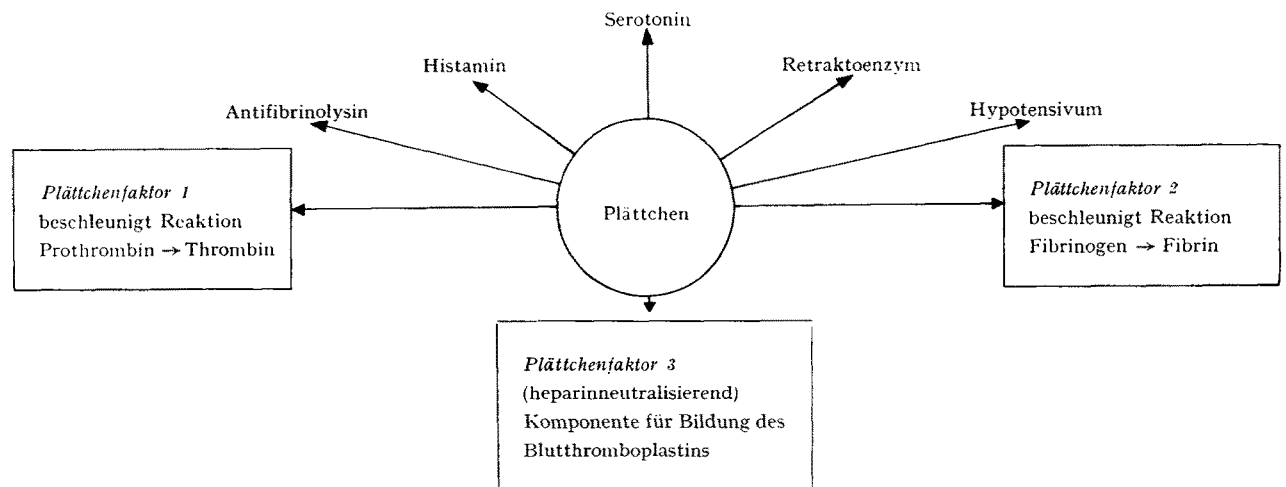 Serotonin
Histamin
Retraktoenzym
Antifibrinolysin
Hypotensivum
Plättchenfaktor 1
beschleunigt Reaktion
Prothrombin → Thrombin
Plättchen
Plättchenfaktor 2
beschleunigt Reaktion
Fibrinogen → Fibrin
Plättchenfaktor 3
(heparinneutralisierend)
Komponente für Bildung des
Blutthromboplastins